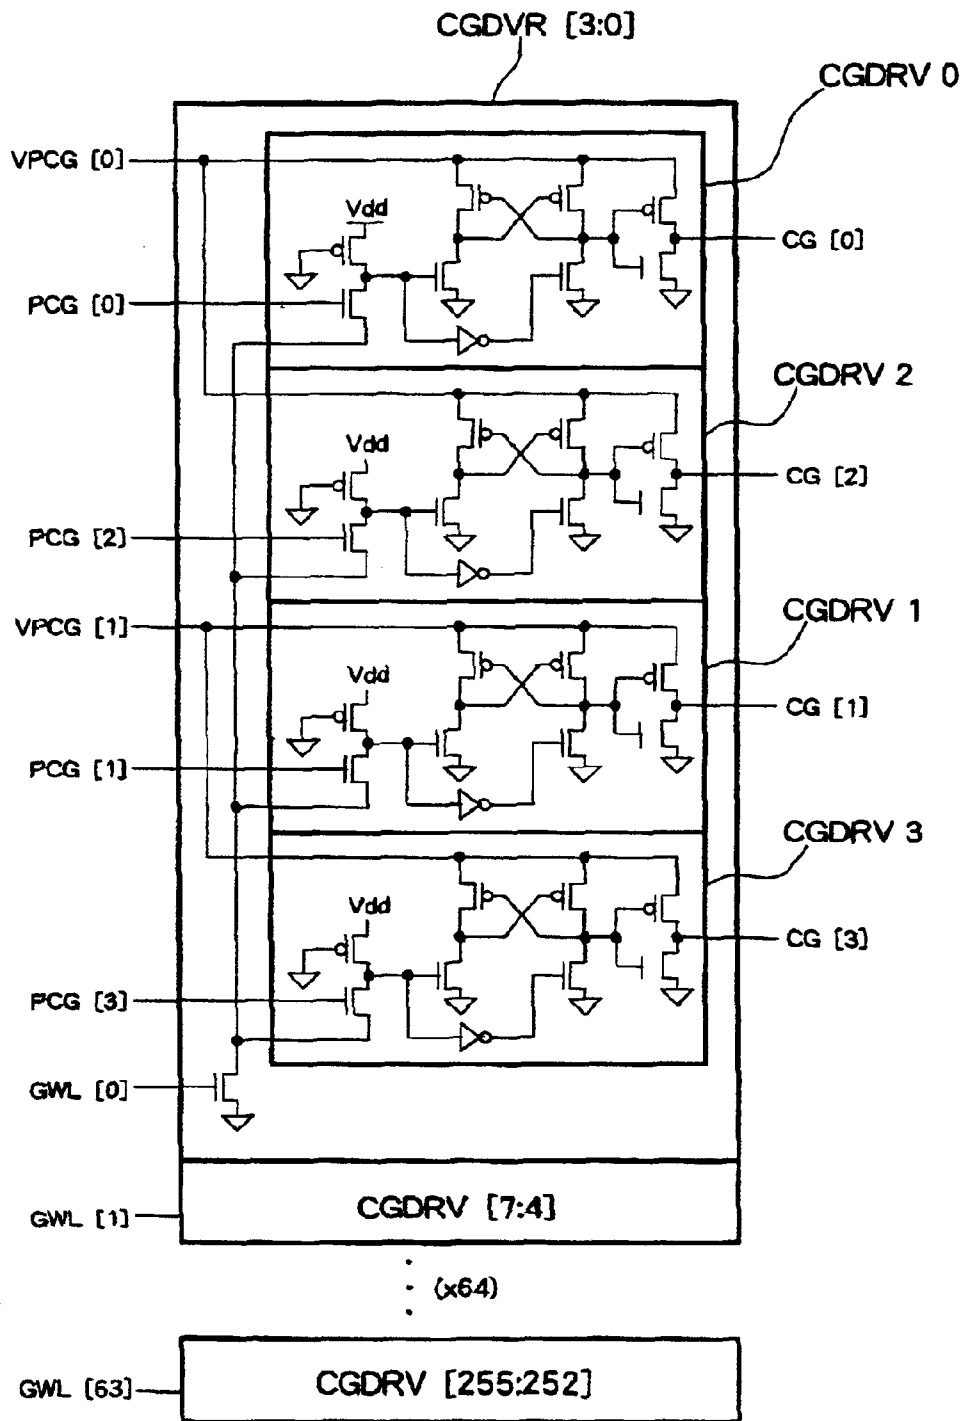 CGDVR [3:0]
CGDRV 0
VPCG [0]
Vdd
CG [0]
PCG [0]
CGDRV 2
Vdd
CG [2]
PCG [2]
CGDRV 1
VPCG [1]
Vdd
CG [1]
PCG [1]
CGDRV 3
Vdd
CG [3]
PCG [3]
GWL [0]
CGDRV [7:4]
GWL [1]
(x64)
CGDRV [255:252]
GWL [63]